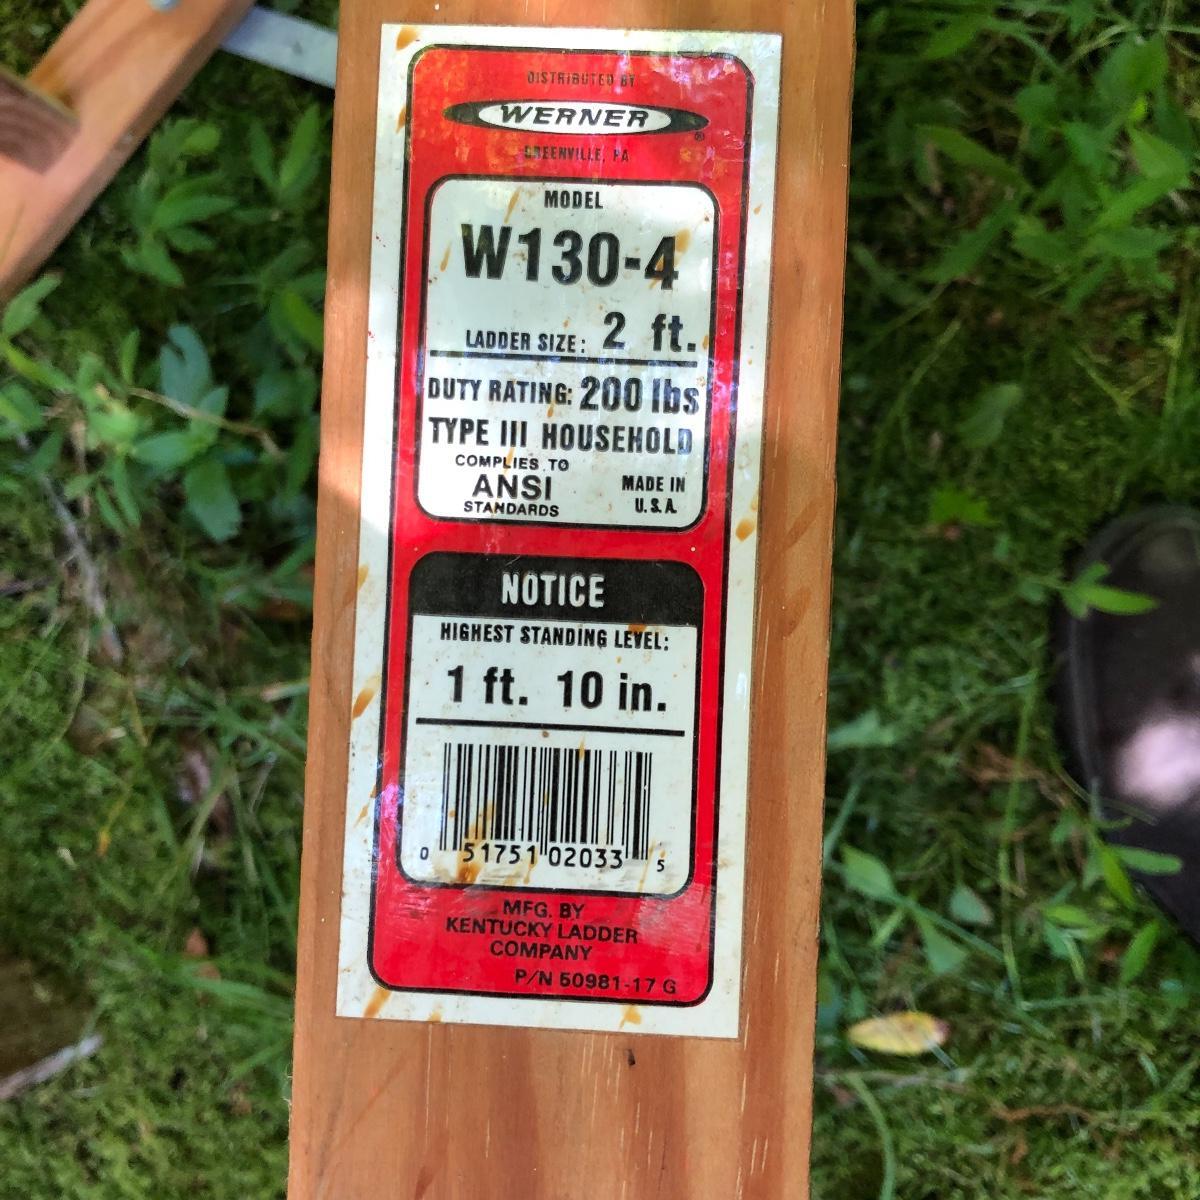 DISTRIBUTED BY
WERNER®
GREENVILLE, PA
MODEL
W130-4
LADDER SIZE: 2 ft.
DUTY RATING: 200 lbs
TYPE III HOUSEHOLD
COMPLIES TO
ANSI
STANDARDS
MADE IN
U.S.A.
NOTICE
HIGHEST STANDING LEVEL:
1 ft. 10 in.
0 51751 02033 5
MFG. BY
KENTUCKY LADDER
COMPANY
P/N 50981-17 G